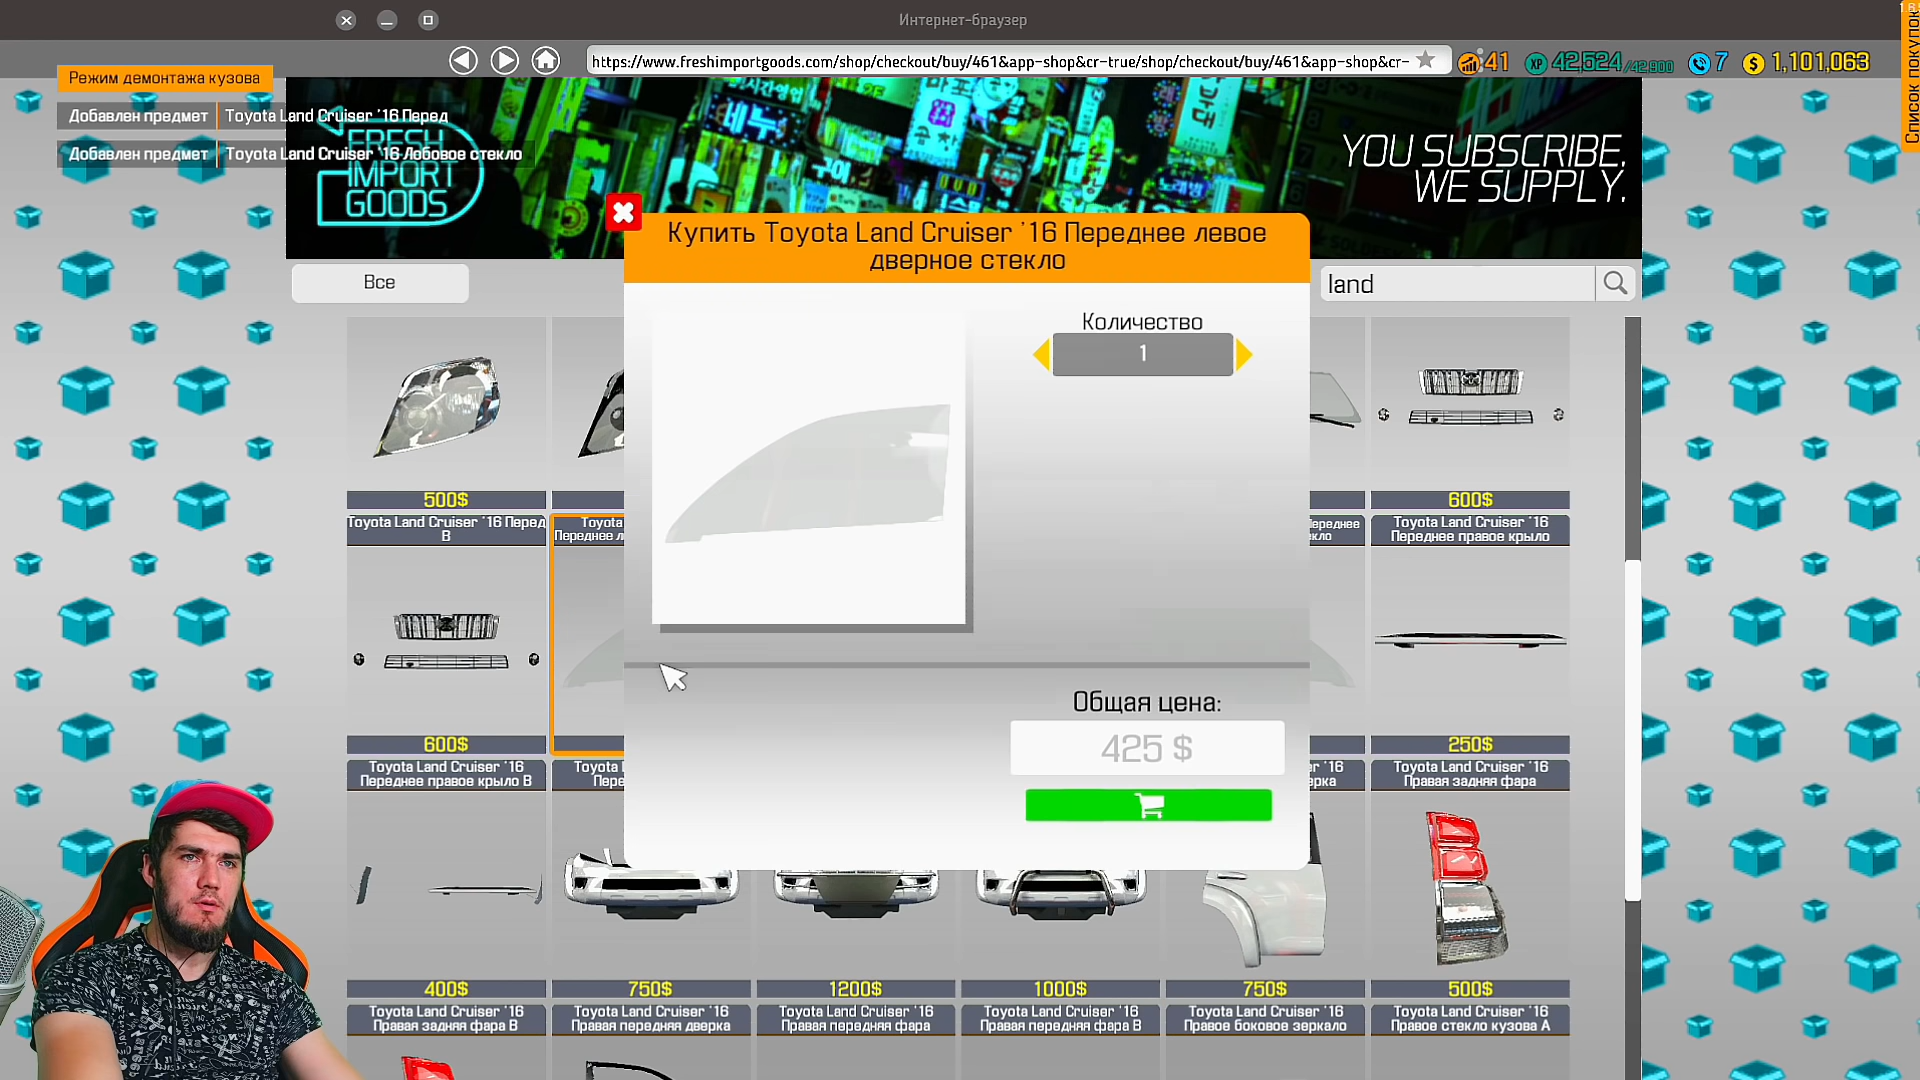 Интернет-браузер
https://www.freshimportgoods.com/shop/checkout/buy/461&app-shop&cr-true/shop/checkout/buy/461&app-shop&cr-
41
XP 42,524/42,900
7
$ 1,101,063
Список покупок
Режим демонтажа кузова
Добавлен предмет Toyota Land Cruiser '16 Перед
Добавлен предмет Toyota Land Cruiser '16 Лобовое стекло
FRESH
IMPORT
GOODS
YOU SUBSCRIBE,
WE SUPPLY.
Все
land
Купить Toyota Land Cruiser '16 Переднее левое
дверное стекло
Количество
1
Общая цена:
425 $
500$
600$
Toyota Land Cruiser '16 Перед
B
Toyota Land Cruiser '16
Переднее правое крыло
600$
250$
Toyota Land Cruiser '16
Переднее правое крыло B
Toyota Land Cruiser '16
Правая задняя фара
400$
750$
1200$
1000$
750$
500$
Toyota Land Cruiser '16
Правая задняя фара B
Toyota Land Cruiser '16
Правая передняя дверка
Toyota Land Cruiser '16
Правая передняя фара
Toyota Land Cruiser '16
Правая передняя фара B
Toyota Land Cruiser '16
Правое боковое зеркало
Toyota Land Cruiser '16
Правое стекло кузова A